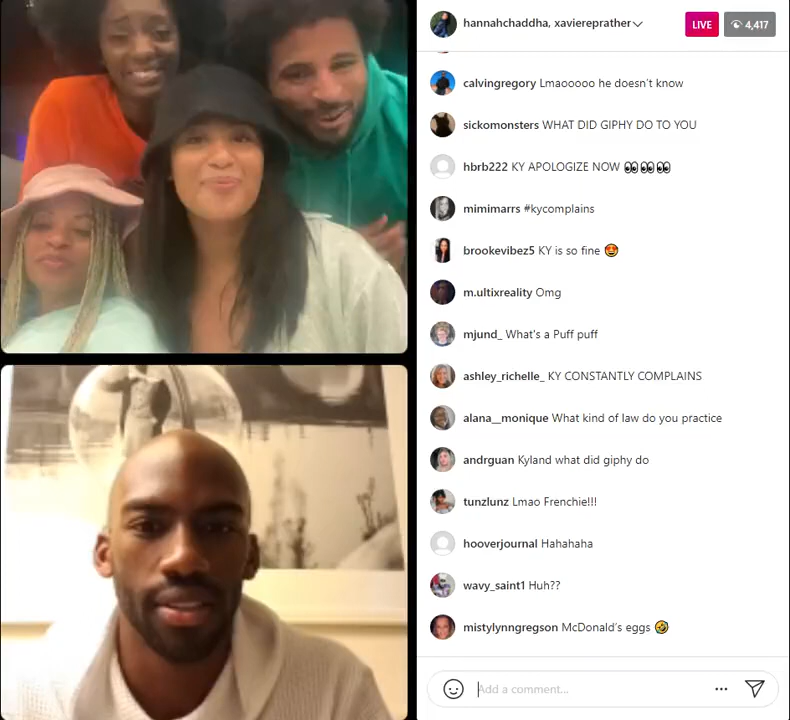 hannahchaddha, xaviereprather
LIVE
4,417
calvingregory Lmaooooo he doesn't know
sickomonsters WHAT DID GIPHY DO TO YOU
hbrb222 KY APOLOGIZE NOW 👀👀👀
mimimarrs #kycomplains
brookevibez5 KY is so fine 😍
m.ultixreality Omg
mjund_ What's a Puff puff
ashley_richelle_ KY CONSTANTLY COMPLAINS
alana__monique What kind of law do you practice
andrguan Kyland what did giphy do
tunzlunz Lmao Frenchie!!!
hooverjournal Hahahaha
wavy_saint1 Huh??
mistylynngregson McDonald's eggs 🤣
Add a comment...